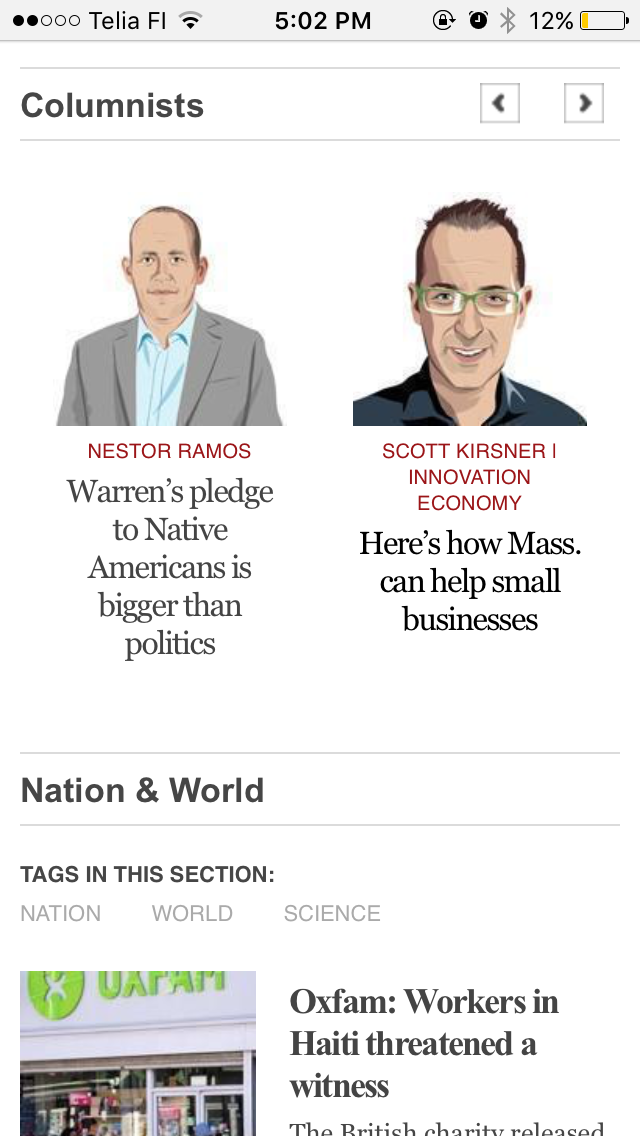 Telia FI 5:02 PM 12%
Columnists
NESTOR RAMOS
Warren’s pledge
to Native
Americans is
bigger than
politics
SCOTT KIRSNER |
INNOVATION
ECONOMY
Here’s how Mass.
can help small
businesses
Nation & World
TAGS IN THIS SECTION:
NATION WORLD SCIENCE
OXFAM
Oxfam: Workers in
Haiti threatened a
witness
The British charity released